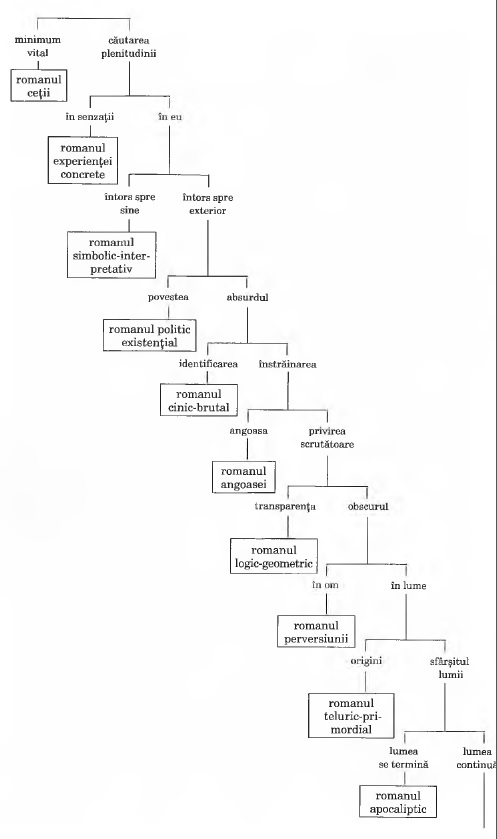 minimum
vital
căutarea
plenitudinii
romanul
ceții
în senzații
în eu
romanul
experienței
concrete
întors spre
sine
întors spre
exterior
romanul
simbolic-inter-
pretativ
povestea
absurdul
romanul politic
existențial
identificarea
înstrăinarea
romanul
cinic-brutal
angoasa
privirea
scrutătoare
romanul
angoasei
transparența
obscurul
romanul
logic-geometric
în om
în lume
romanul
perversiunii
origini
sfârșitul
lumii
romanul
teluric-pri-
mordial
lumea
se termină
lumea
continuă
romanul
apocaliptic